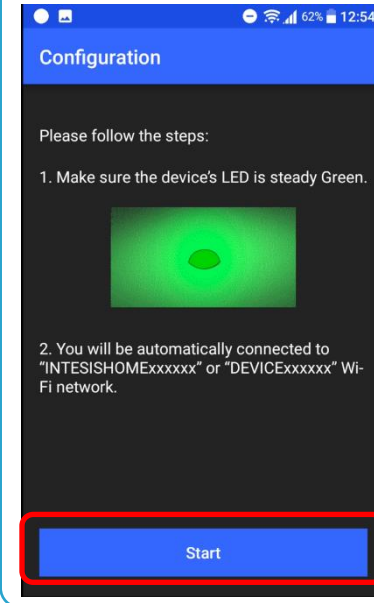 62% 12:54
Configuration
Please follow the steps:
1. Make sure the device's LED is steady Green.
2. You will be automatically connected to
“INTESISHOMExxxxxx” or “DEVICExxxxxx” Wi-
Fi network.
Start